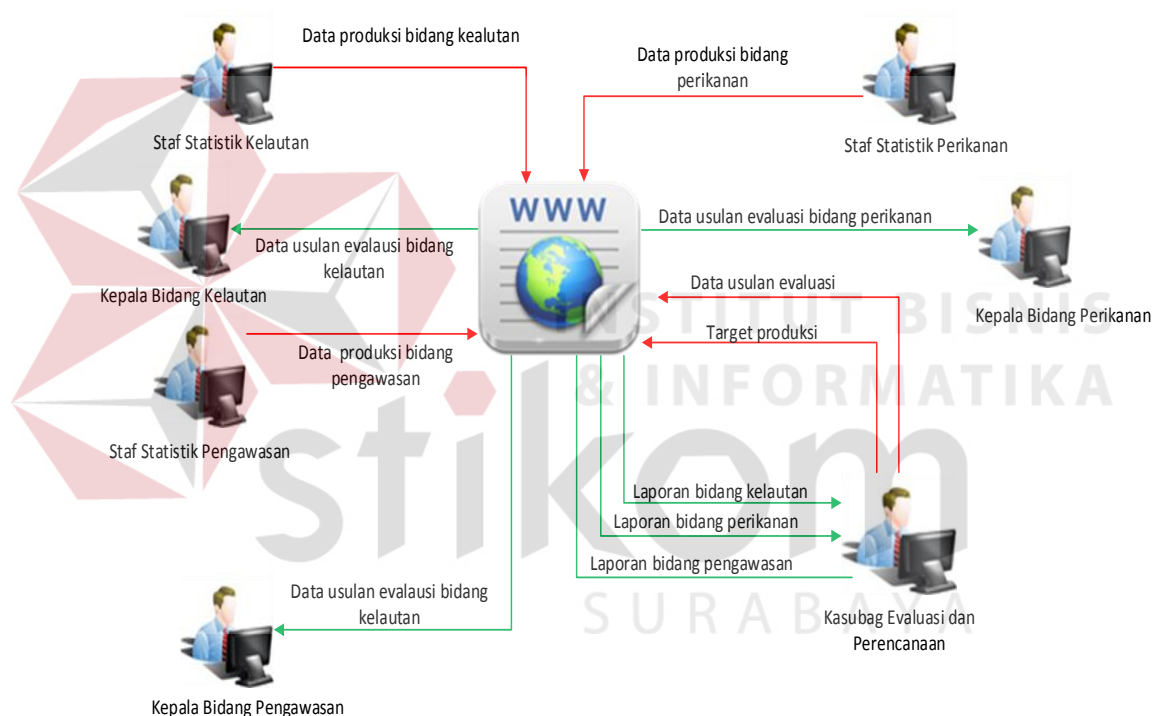 Data produksi bidang kealutan
Data produksi bidang
perikanan
Staf Statistik Kelautan
Staf Statistik Perikanan
WWW
Data usulan evaluasi bidang perikanan
Data usulan evalausi bidang
kelautan
Kepala Bidang Kelautan
Data usulan evaluasi
INSTITUT BISNIS
Kepala Bidang Perikanan
Target produksi
Data produksi bidang
pengawasan
& INFORMATIKA
Staf Statistik Pengawasan
stikom
Laporan bidang kelautan
Laporan bidang perikanan
Laporan bidang pengawasan
Data usulan evalausi bidang
kelautan
SURABAYA
Kasubag Evaluasi dan
Perencanaan
Kepala Bidang Pengawasan